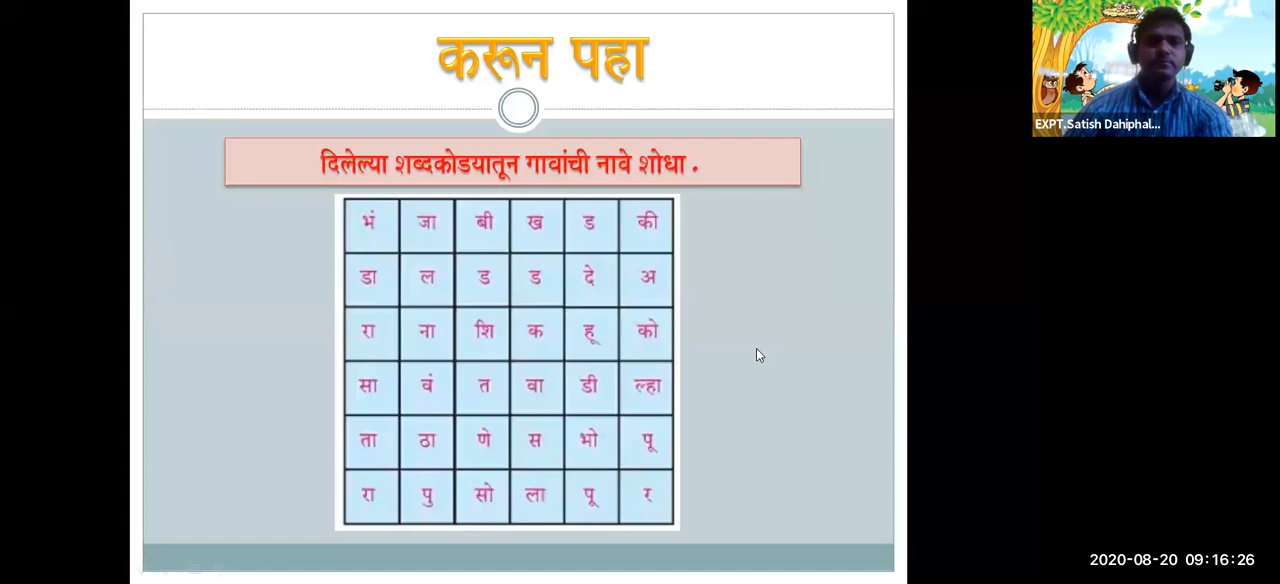 करून पहा
EXPT.Satish Dahiphal...
दिलेल्या शब्दकोडयातून गावांची नावे शोधा .
भं जा बी ख ड की
डा ल ड ड दे अ
रा ना शि क हू को
सा वं त वा डी ल्हा
ता ठा णे स भो पू
रा पु सो ला पू र
2020-08-20 09:16:26